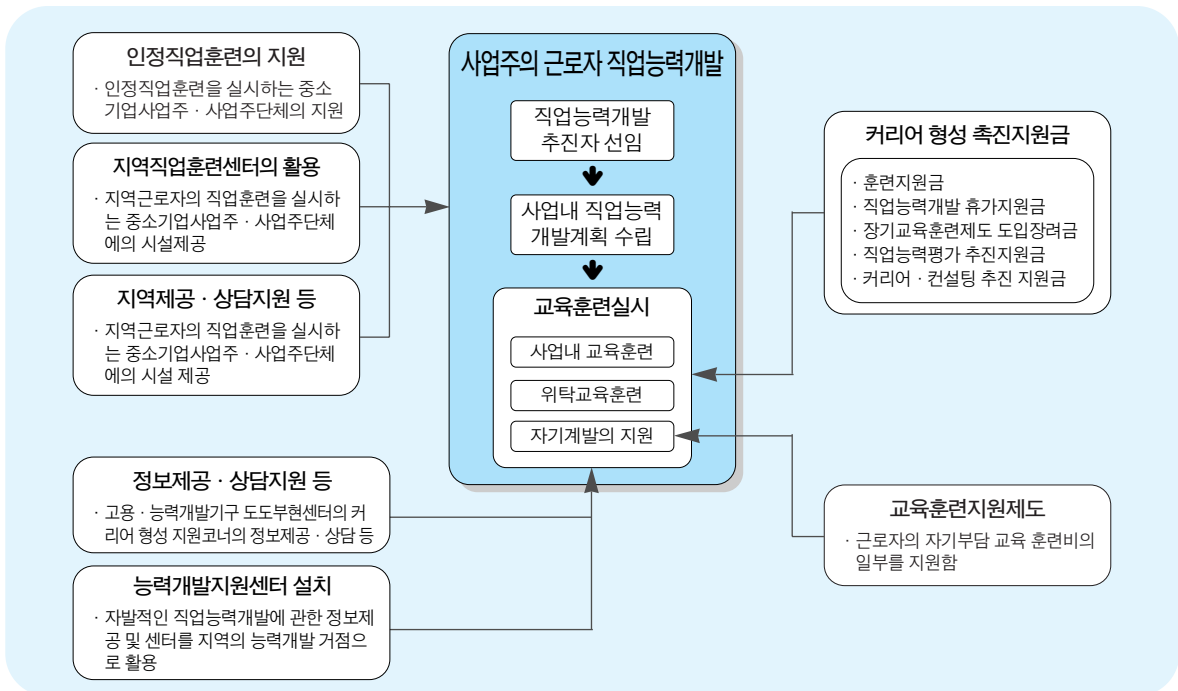 인정직업훈련의 지원
· 인정직업훈련을 실시하는 중소
기업사업주 · 사업주단체의 지원
지역직업훈련센터의 활용
· 지역근로자의 직업훈련을 실시하
는 중소기업사업주 · 사업주단체
에의 시설제공
지역제공 · 상담지원 등
· 지역근로자의 직업훈련을 실시하
는 중소기업사업주 · 사업주단체
에의 시설 제공
정보제공 · 상담지원 등
· 고용 · 능력개발기구 도도부현센터의 커
리어 형성 지원코너의 정보제공 · 상담 등
능력개발지원센터 설치
· 자발적인 직업능력개발에 관한 정보제
공 및 센터를 지역의 능력개발 거점으
로 활용
사업주의 근로자 직업능력개발
직업능력개발
추진자 선임
사업내 직업능력
개발계획 수립
교육훈련실시
사업내 교육훈련
위탁교육훈련
자기계발의 지원
커리어 형성 촉진지원금
· 훈련지원금
· 직업능력개발 휴가지원금
· 장기교육훈련제도 도입장려금
· 직업능력평가 추진지원금
· 커리어 · 컨설팅 추진 지원금
교육훈련지원제도
· 근로자의 자기부담 교육 훈련비의
일부를 지원함